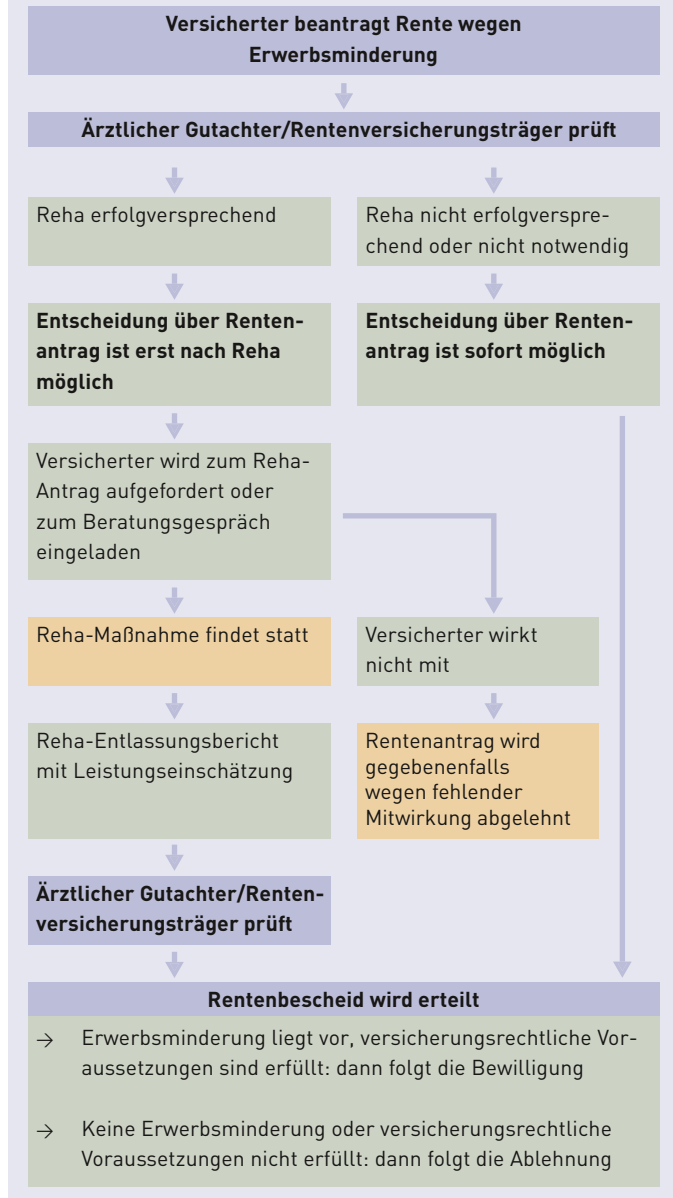 Versicherter beantragt Rente wegen
Erwerbsminderung
Ärztlicher Gutachter/Rentenversicherungsträger prüft
Reha erfolgversprechend
Reha nicht erfolgverspre-
chend oder nicht notwendig
Entscheidung über Renten-
antrag ist erst nach Reha
möglich
Entscheidung über Renten-
antrag ist sofort möglich
Versicherter wird zum Reha-
Antrag aufgefordert oder
zum Beratungsgespräch
eingeladen
Reha-Maßnahme findet statt
Versicherter wirkt
nicht mit
Reha-Entlassungsbericht
mit Leistungseinschätzung
Rentenantrag wird
gegebenenfalls
wegen fehlender
Mitwirkung abgelehnt
Ärztlicher Gutachter/Renten-
versicherungsträger prüft
Rentenbescheid wird erteilt
→ Erwerbsminderung liegt vor, versicherungsrechtliche Vor-
aussetzungen sind erfüllt: dann folgt die Bewilligung
→ Keine Erwerbsminderung oder versicherungsrechtliche
Voraussetzungen nicht erfüllt: dann folgt die Ablehnung